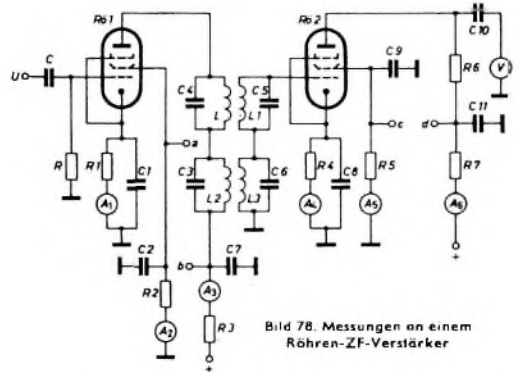 Rö1
Rö2
C
U
C4
L
L1
C5
C9
C10
V
R6
C11
a
c
d
R
R1
C1
C3
L2
L3
C6
R4
C8
R5
R7
A1
A4
A5
A6
C2
b
C7
R2
A3
+
A2
R3
+
Bild 78. Messungen an einem
Röhren-ZF-Verstärker